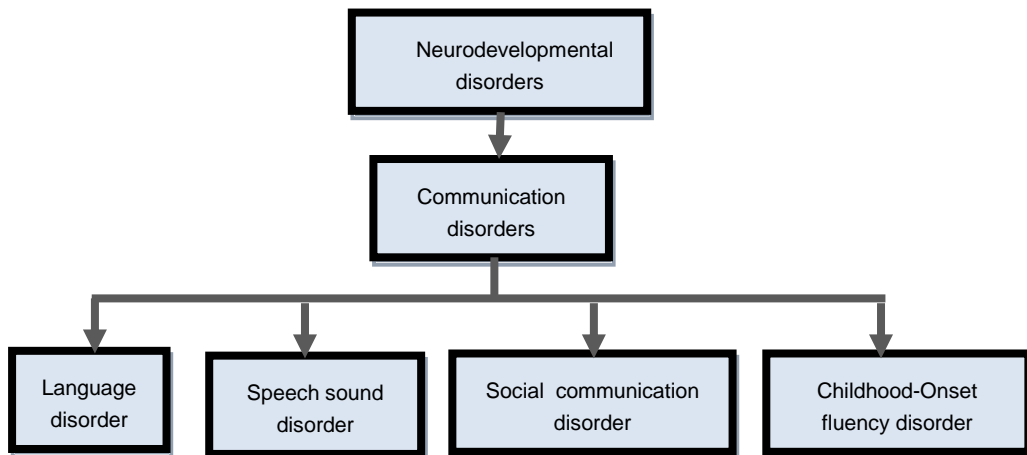 Neurodevelopmental
disorders
Communication
disorders
Language
disorder
Speech sound
disorder
Social communication
disorder
Childhood-Onset
fluency disorder